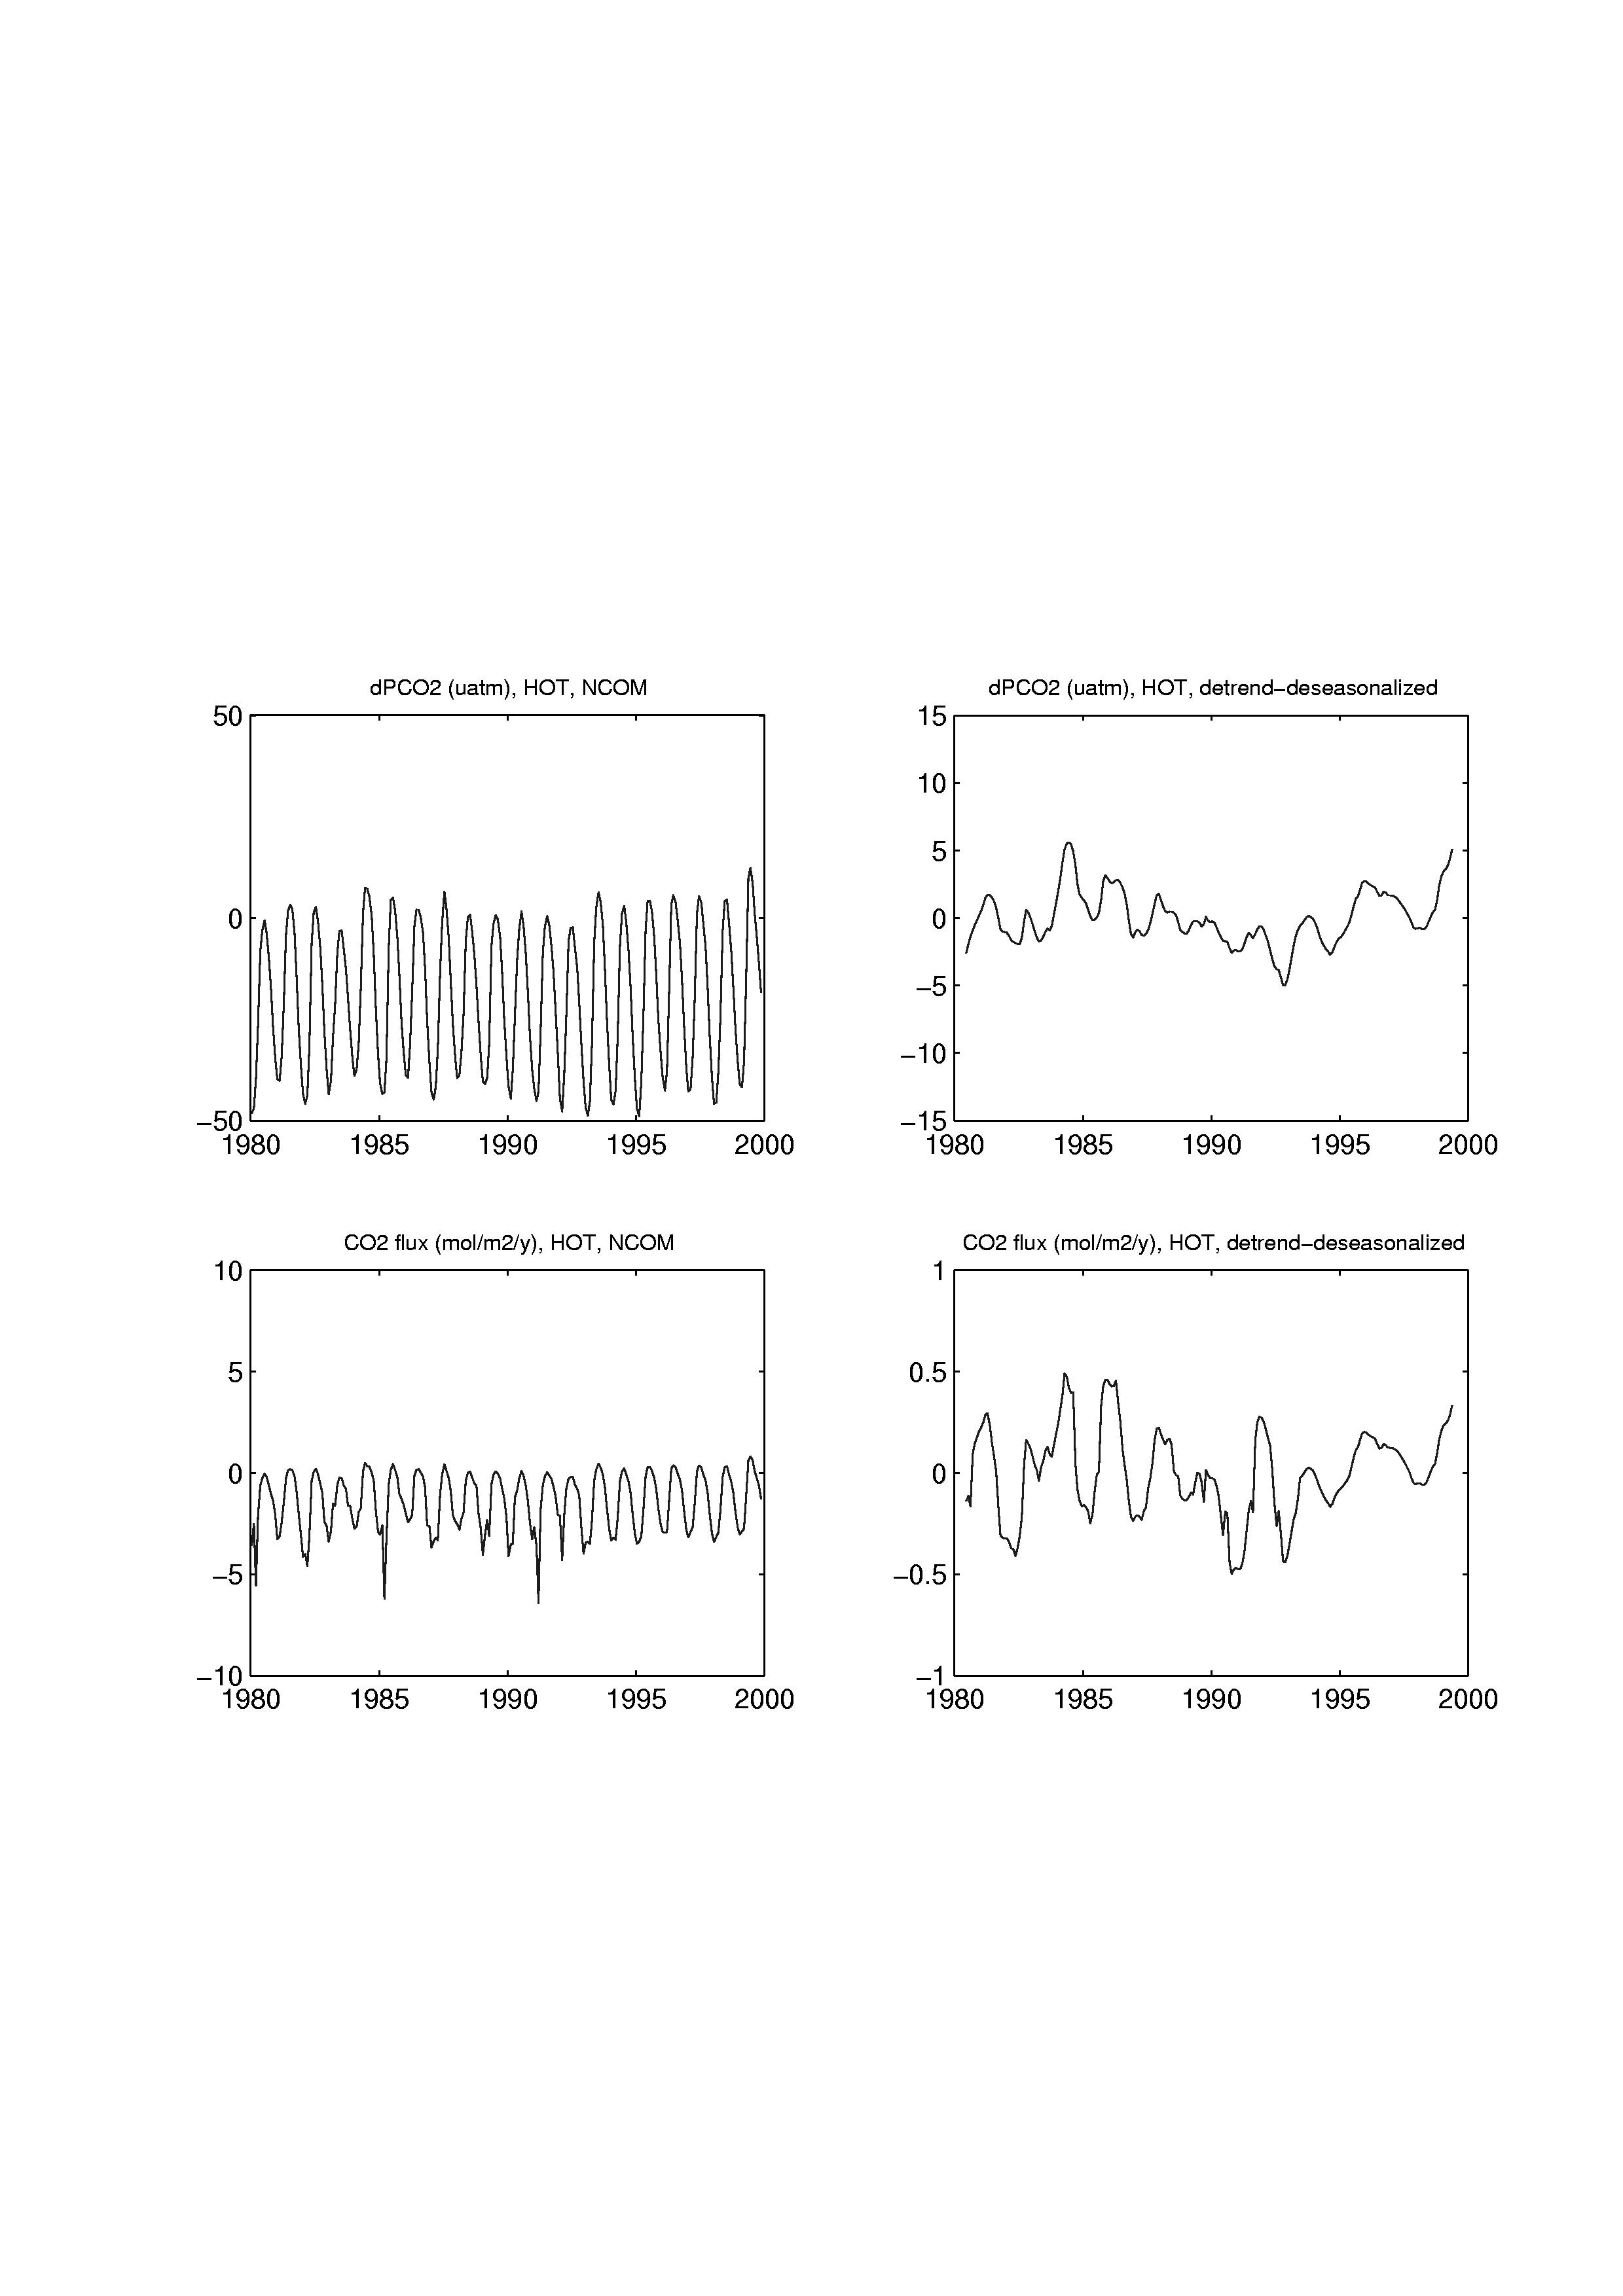 dPCO2 (uatm), HOT, NCOM
50
0
−50
1980 1985 1990 1995 2000
dPCO2 (uatm), HOT, detrend−deseasonalized
15
10
5
0
−5
−10
−15
1980 1985 1990 1995 2000
CO2 flux (mol/m2/y), HOT, NCOM
10
5
0
−5
−10
1980 1985 1990 1995 2000
CO2 flux (mol/m2/y), HOT, detrend−deseasonalized
1
0.5
0
−0.5
−1
1980 1985 1990 1995 2000